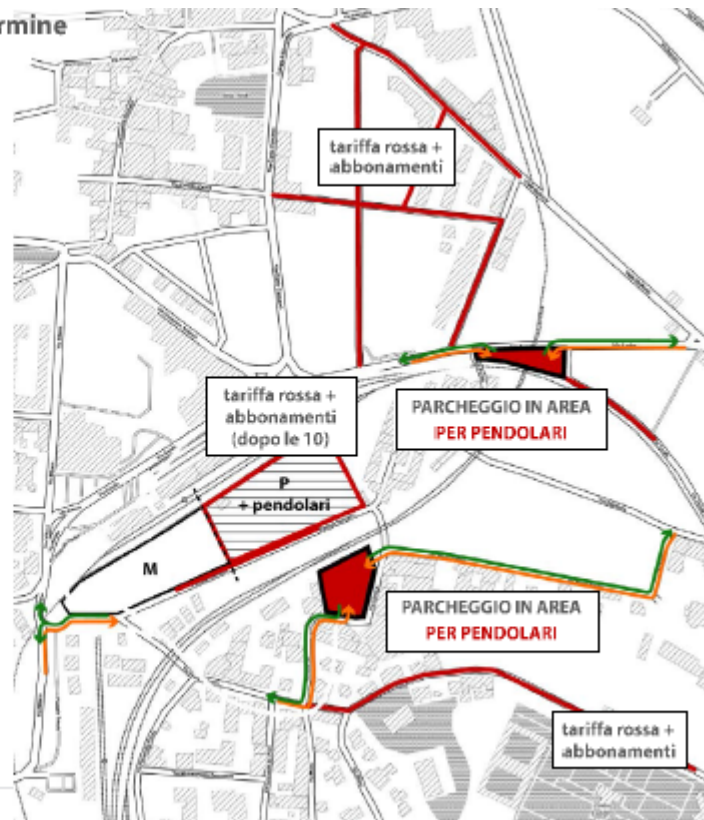 rmine
tariffa rossa +
abbonamenti
tariffa rossa +
abbonamenti
(dopo le 10)
PARCHEGGIO IN AREA
PER PENDOLARI
P
+ pendolari
M
PARCHEGGIO IN AREA
PER PENDOLARI
tariffa rossa +
abbonamenti